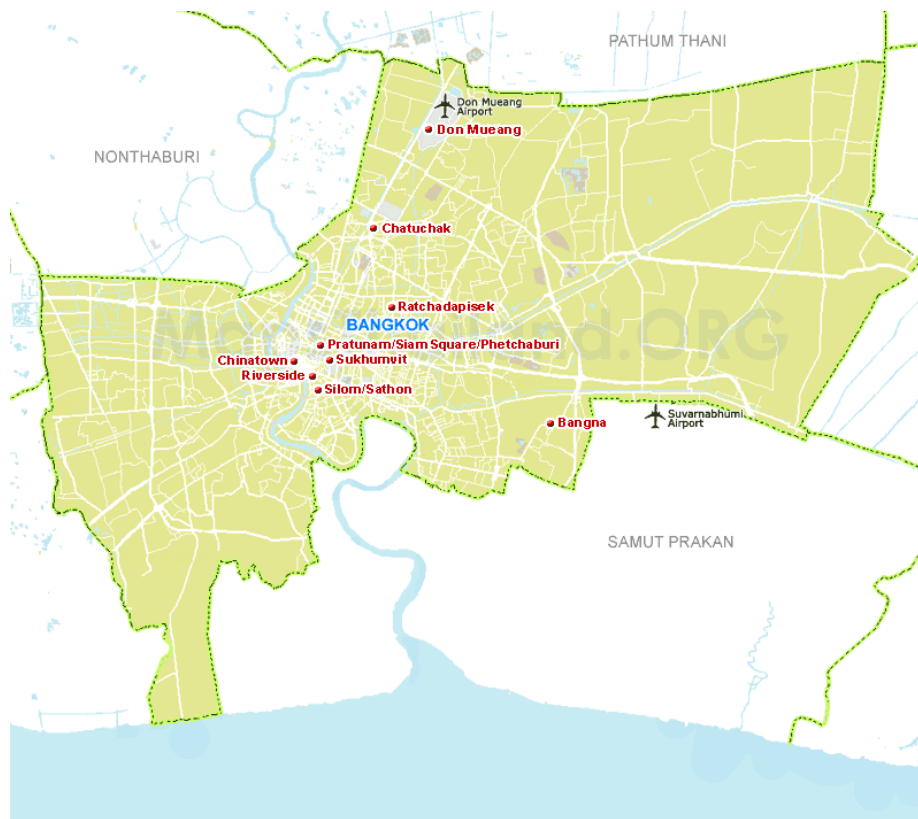 PATHUM THANI
Don Mueang
Airport
Don Mueang
NONTHABURI
Chatuchak
Ratchadapisek
BANGKOK
Pratunam/Siam Square/Phetchaburi
Chinatown
Sukhumvit
Riverside
Silom/Sathon
Suvarnabhumi
Airport
Bangna
SAMUT PRAKAN